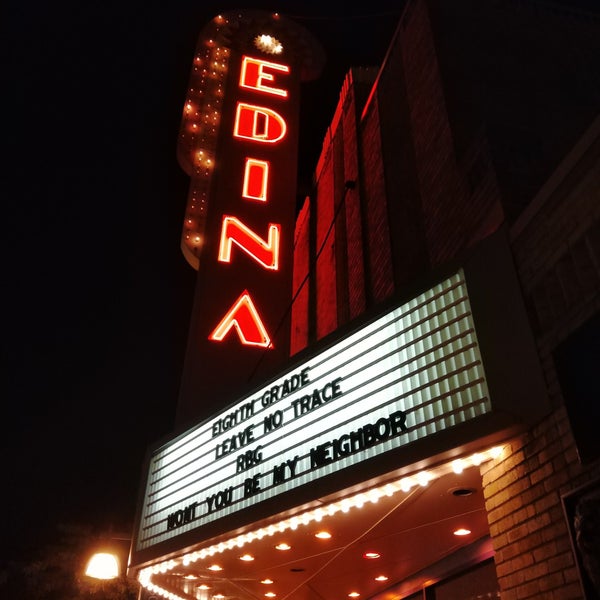 EDINA
EIGHTH GRADE
LEAVE NO TRACE
RBG
WONT YOU BE MY NEIGHBOR